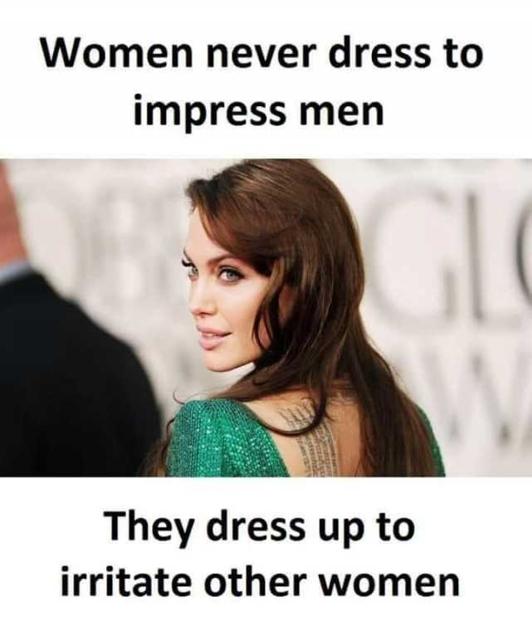 Women never dress to
impress men
They dress up to
irritate other women